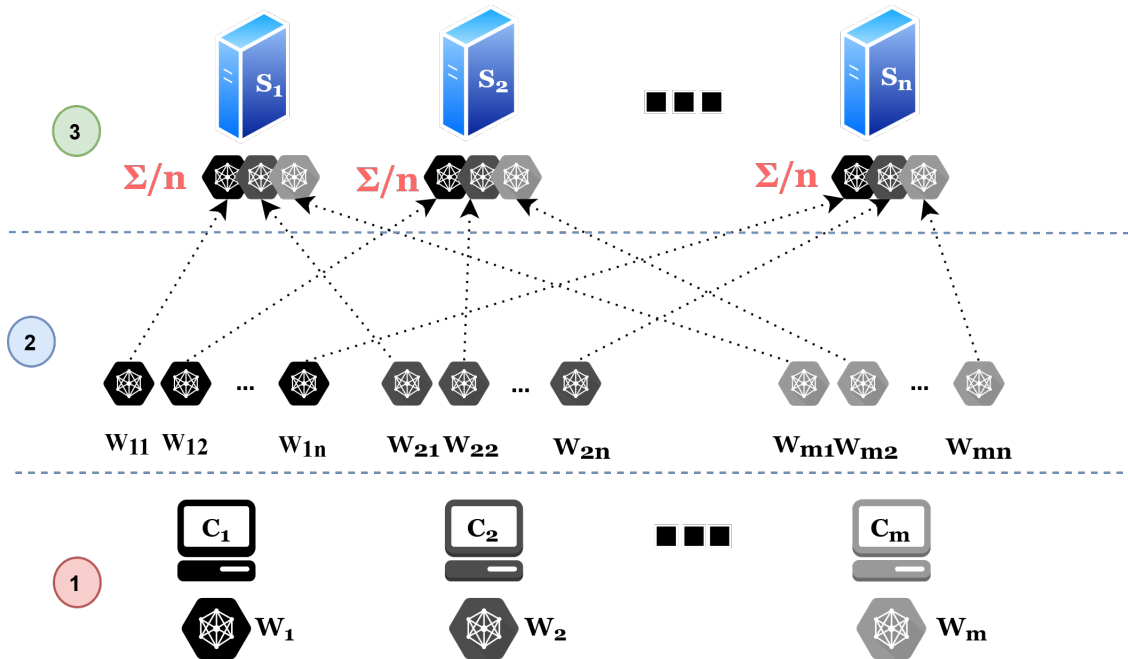 S₁ S₂ Sₙ
3
Σ/n Σ/n Σ/n
2
... ... ...
W₁₁ W₁₂ W₁ₙ W₂₁ W₂₂ W₂ₙ Wₘ₁ Wₘ₂ Wₘₙ
C₁ C₂ Cₘ
1
W₁ W₂ Wₘ